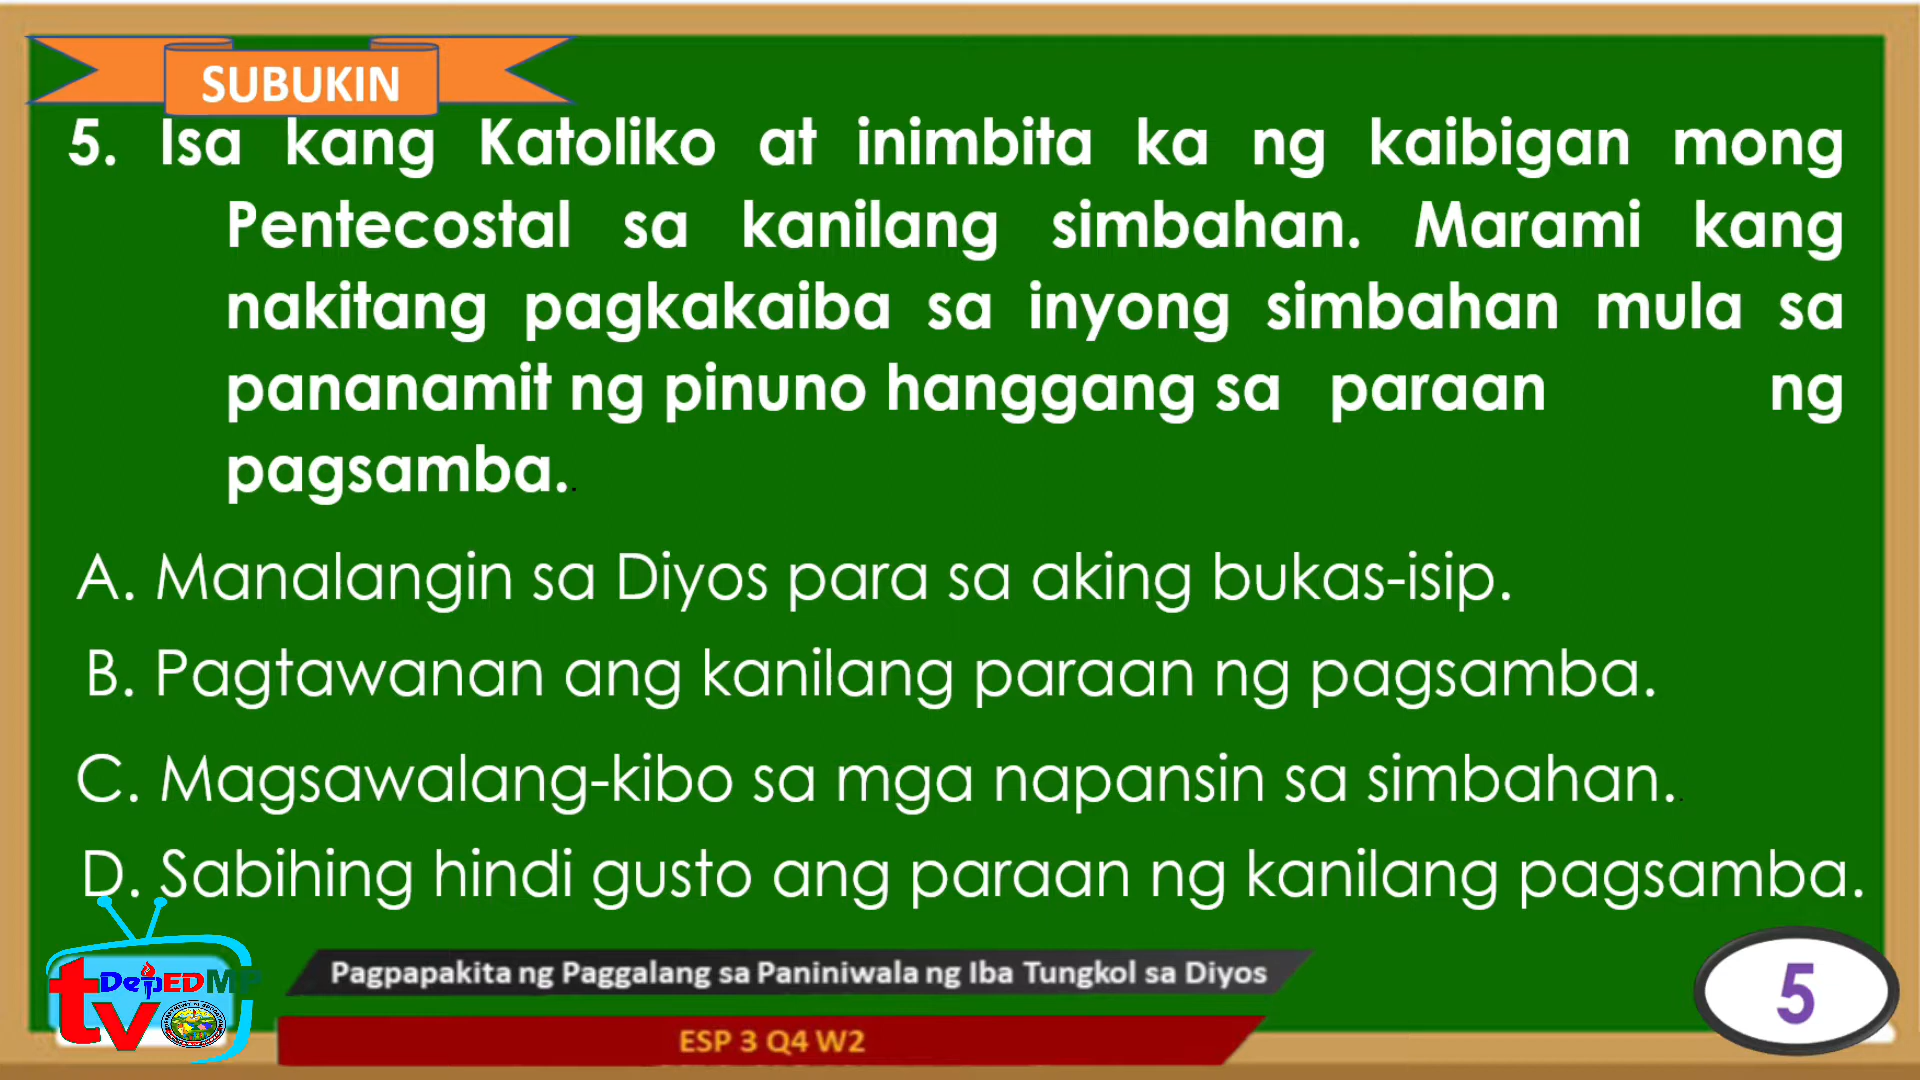 SUBUKIN
5. Isa kang Katoliko at inimbita ka ng kaibigan mong
Pentecostal sa kanilang simbahan. Marami kang
nakitang pagkakaiba sa inyong simbahan mula sa
pananamit ng pinuno hanggang sa paraan ng
pagsamba..
A. Manalangin sa Diyos para sa aking bukas-isip.
B. Pagtawanan ang kanilang paraan ng pagsamba.
C. Magsawalang-kibo sa mga napansin sa simbahan..
D. Sabihing hindi gusto ang paraan ng kanilang pagsamba.
DepED MP
tv
Pagpapakita ng Paggalang sa Paniniwala ng Iba Tungkol sa Diyos
5
ESP 3 Q4 W2